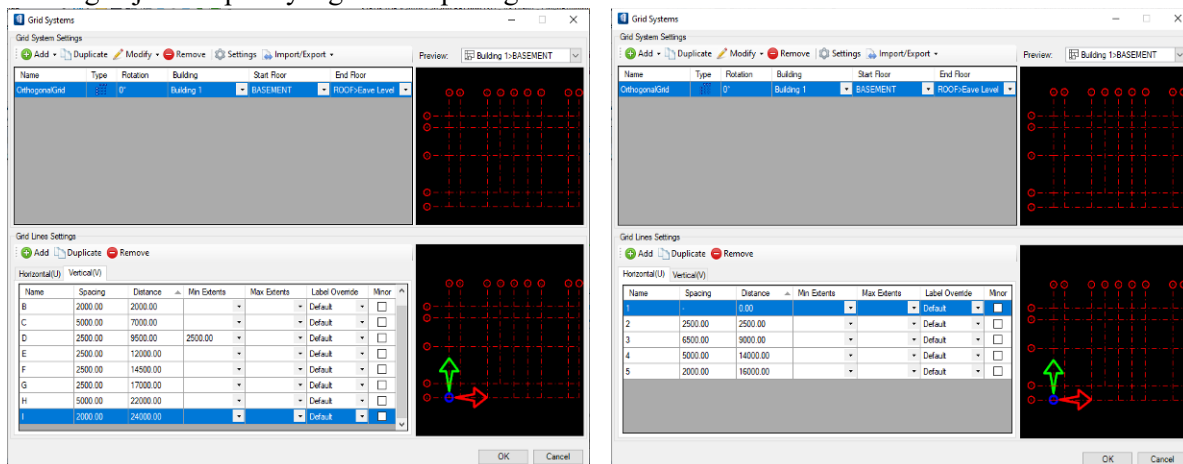 Grid Systems
Grid System Settings
Add Duplicate Modify Remove Settings Import/Export
Preview: Building 1>BASEMENT
Name Type Rotation Building Start Floor End Floor
OrthogonalGrid 0° Building 1 BASEMENT ROOF>Eave Level
Grid Lines Settings
Add Duplicate Remove
Horizontal(U) Vertical(V)
Name Spacing Distance Min Extents Max Extents Label Override Minor
B 2000.00 2000.00 Default
C 5000.00 7000.00 Default
D 2500.00 9500.00 2500.00 Default
E 2500.00 12000.00 Default
F 2500.00 14500.00 Default
G 2500.00 17000.00 Default
H 5000.00 22000.00 Default
I 2000.00 24000.00 Default
OK Cancel
Grid Systems
Grid System Settings
Add Duplicate Modify Remove Settings Import/Export
Preview: Building 1>BASEMENT
Name Type Rotation Building Start Floor End Floor
OrthogonalGrid 0° Building 1 BASEMENT ROOF>Eave Level
Grid Lines Settings
Add Duplicate Remove
Horizontal(U) Vertical(V)
Name Spacing Distance Min Extents Max Extents Label Override Minor
1 - 0.00 Default
2 2500.00 2500.00 Default
3 6500.00 9000.00 Default
4 5000.00 14000.00 Default
5 2000.00 16000.00 Default
OK Cancel